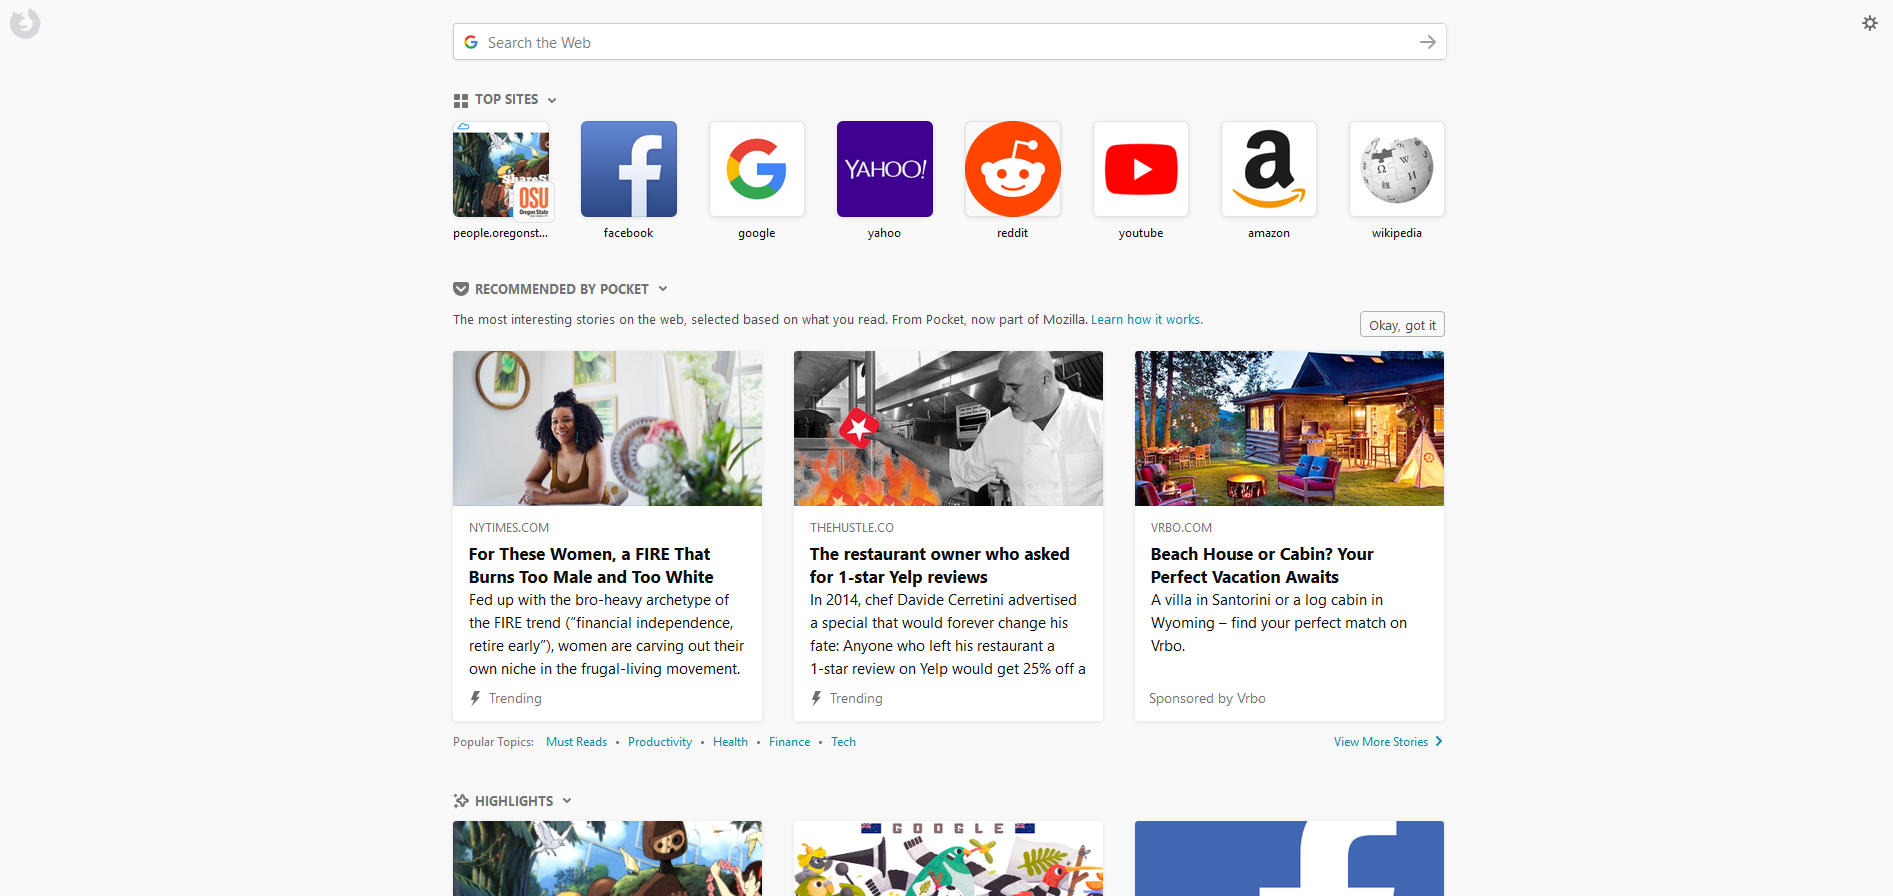 Search the Web
TOP SITES
ShareS
OSU
Oregon State
YAHOO!
people.oregonst...
facebook
google
yahoo
reddit
youtube
amazon
wikipedia
RECOMMENDED BY POCKET
The most interesting stories on the web, selected based on what you read. From Pocket, now part of Mozilla. Learn how it works.
Okay, got it
NYTIMES.COM
For These Women, a FIRE That
Burns Too Male and Too White
Fed up with the bro-heavy archetype of
the FIRE trend (“financial independence,
retire early”), women are carving out their
own niche in the frugal-living movement.
Trending
THEHUSTLE.CO
The restaurant owner who asked
for 1-star Yelp reviews
In 2014, chef Davide Cerretini advertised
a special that would forever change his
fate: Anyone who left his restaurant a
1-star review on Yelp would get 25% off a
Trending
VRBO.COM
Beach House or Cabin? Your
Perfect Vacation Awaits
A villa in Santorini or a log cabin in
Wyoming – find your perfect match on
Vrbo.
Sponsored by Vrbo
Popular Topics: Must Reads • Productivity • Health • Finance • Tech
View More Stories
HIGHLIGHTS
GOOGLE